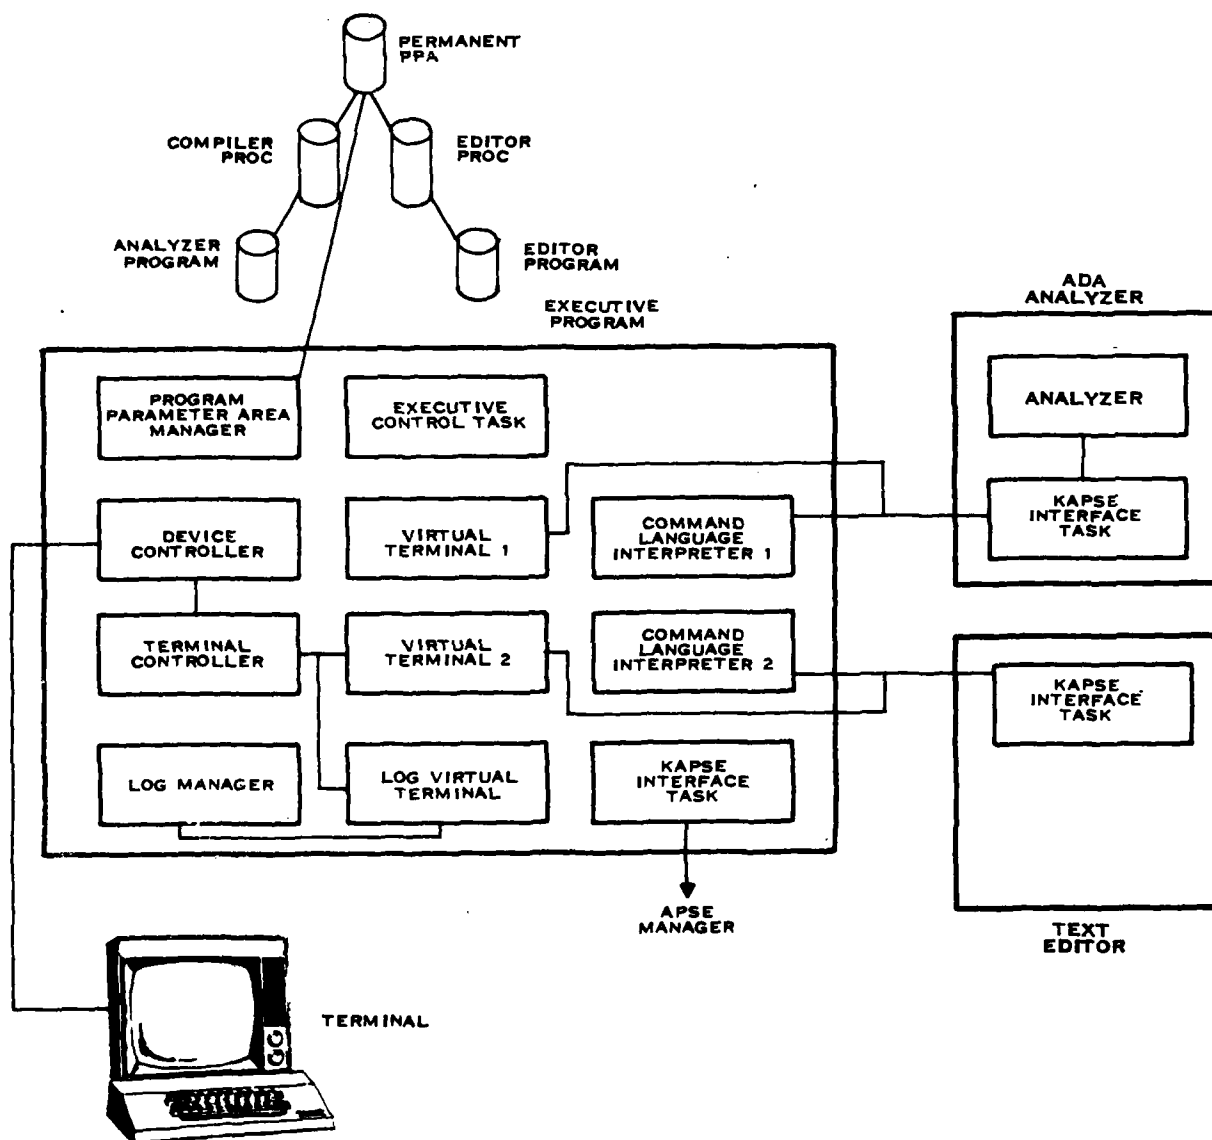 PERMANENT
PPA
COMPILER
PROC
EDITOR
PROC
ANALYZER
PROGRAM
EDITOR
PROGRAM
EXECUTIVE
PROGRAM
ADA
ANALYZER
PROGRAM
PARAMETER AREA
MANAGER
EXECUTIVE
CONTROL TASK
ANALYZER
DEVICE
CONTROLLER
VIRTUAL
TERMINAL 1
COMMAND
LANGUAGE
INTERPRETER 1
KAPSE
INTERFACE
TASK
TERMINAL
CONTROLLER
VIRTUAL
TERMINAL 2
COMMAND
LANGUAGE
INTERPRETER 2
KAPSE
INTERFACE
TASK
LOG MANAGER
LOG VIRTUAL
TERMINAL
KAPSE
INTERFACE
TASK
APSE
MANAGER
TEXT
EDITOR
TERMINAL